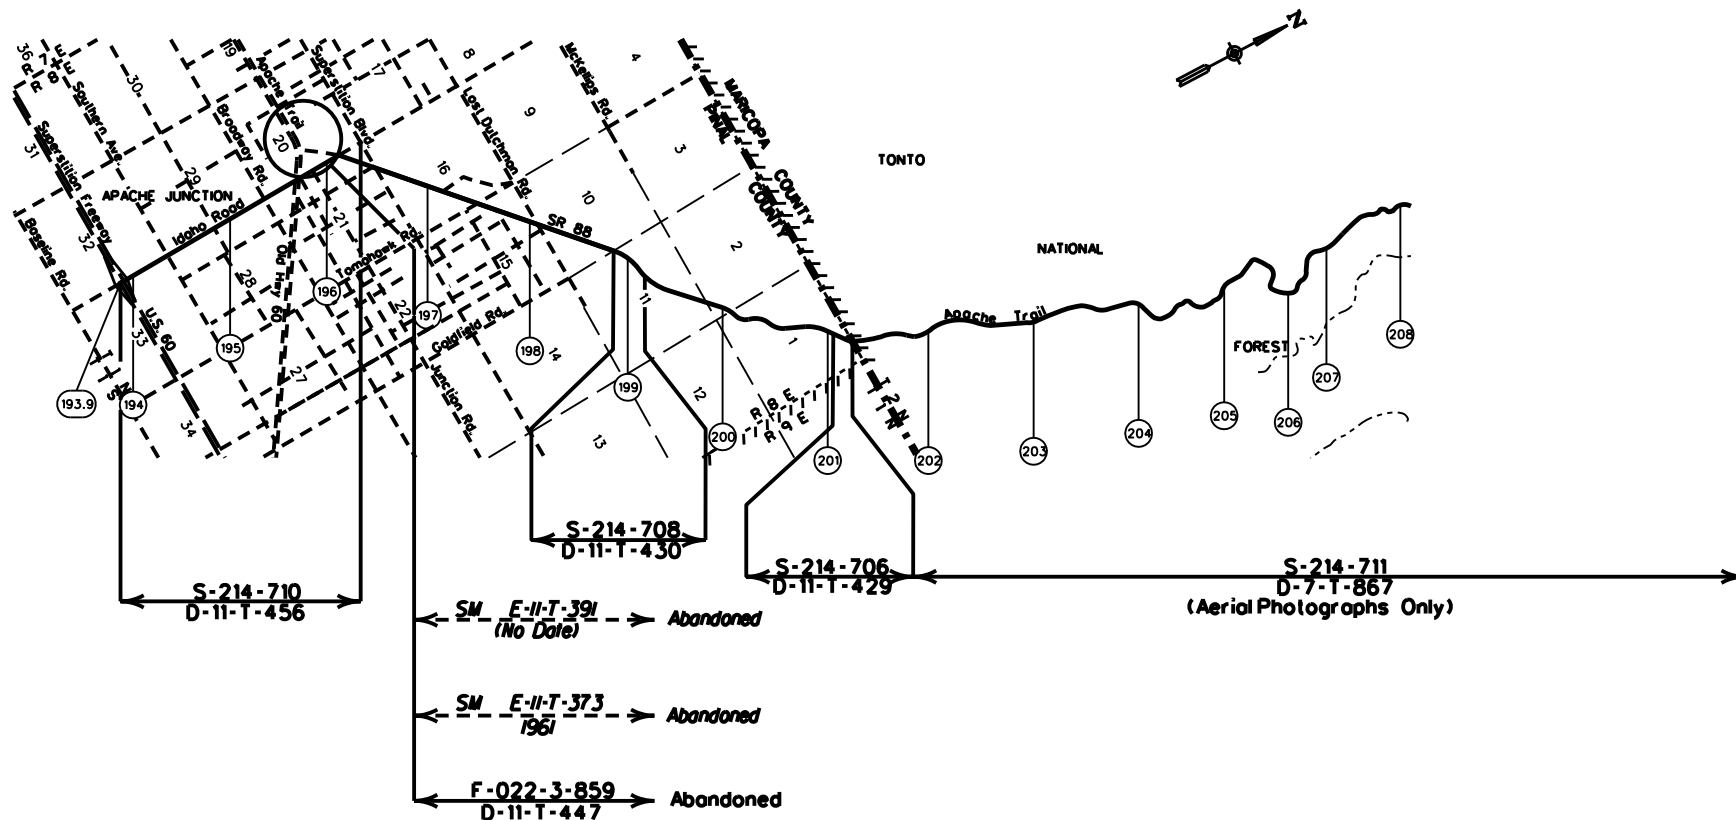 N
36
T
R
E
7
+
8
E
R
Southern Ave.
30
19
Apache Trail
Superstition Blvd.
17
8
McKelips Rd.
4
MARICOPA COUNTY
PINAL COUNTY
Superstition Freeway
31
Broadway Rd.
20
Lost Dutchman Rd.
9
3
TONTO
16
APACHE JUNCTION
29
10
Idaho Road
Baseline Rd.
32
21
SR 88
2
NATIONAL
Old Hwy 60
Tomahawk Rd.
15
28
196
11
22
197
U.S. 60
33
Goldfield Rd.
1
Apache Trail
195
198
14
FOREST
208
T 1 N
T 1 S
27
Junction Rd.
199
12
207
193.9
194
R 8 E
R 9 E
T 2 N
T 1 N
205
206
34
13
200
204
201
202
203
S-214-708
D-11-T-430
S-214-710
D-11-T-456
S-214-706
D-11-T-429
S-214-711
D-7-T-867
(Aerial Photographs Only)
SM E-11-T-391 Abandoned
(No Date)
SM E-11-T-373 Abandoned
1961
F-022-3-859 Abandoned
D-11-T-447